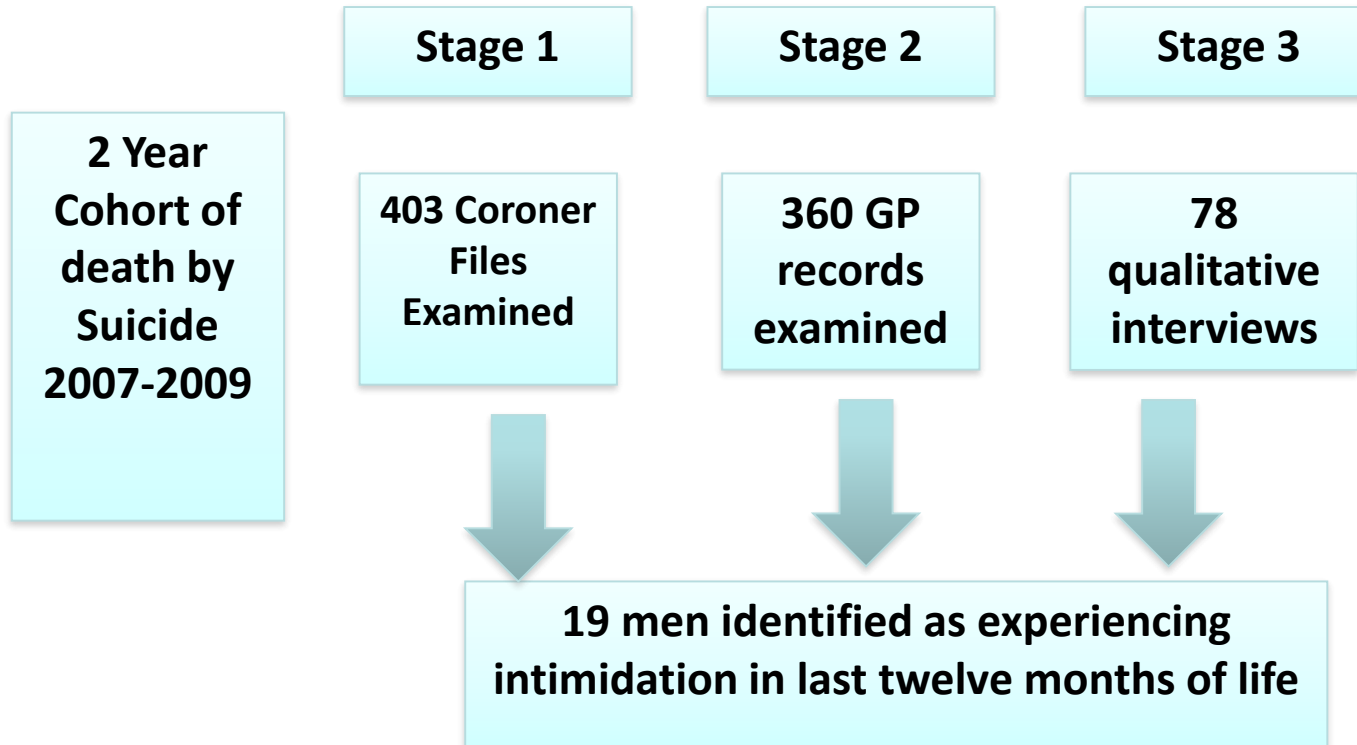 Stage 1
Stage 2
Stage 3
2 Year
Cohort of
death by
Suicide
2007-2009
403 Coroner
Files
Examined
360 GP
records
examined
78
qualitative
interviews
19 men identified as experiencing
intimidation in last twelve months of life